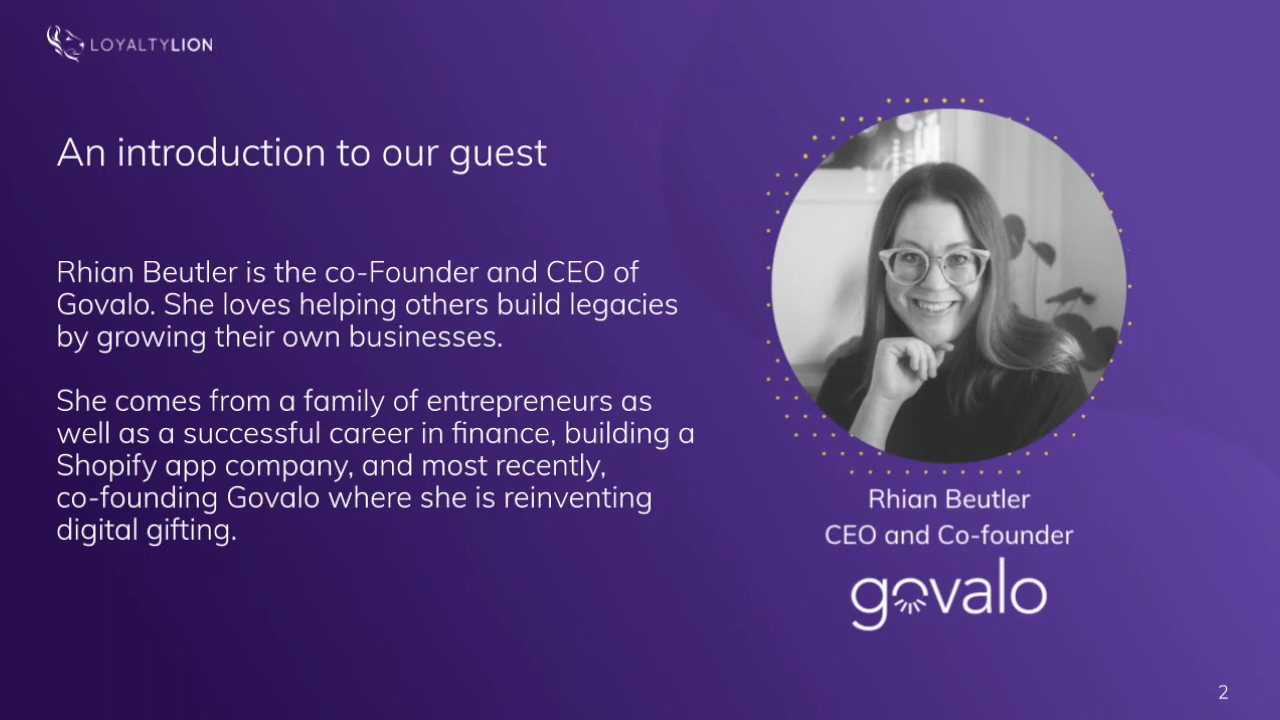 LOYALTYLION
An introduction to our guest
Rhian Beutler is the co-Founder and CEO of
Govalo. She loves helping others build legacies
by growing their own businesses.
She comes from a family of entrepreneurs as
well as a successful career in finance, building a
Shopify app company, and most recently,
co-founding Govalo where she is reinventing
digital gifting.
Rhian Beutler
CEO and Co-founder
govalo
2